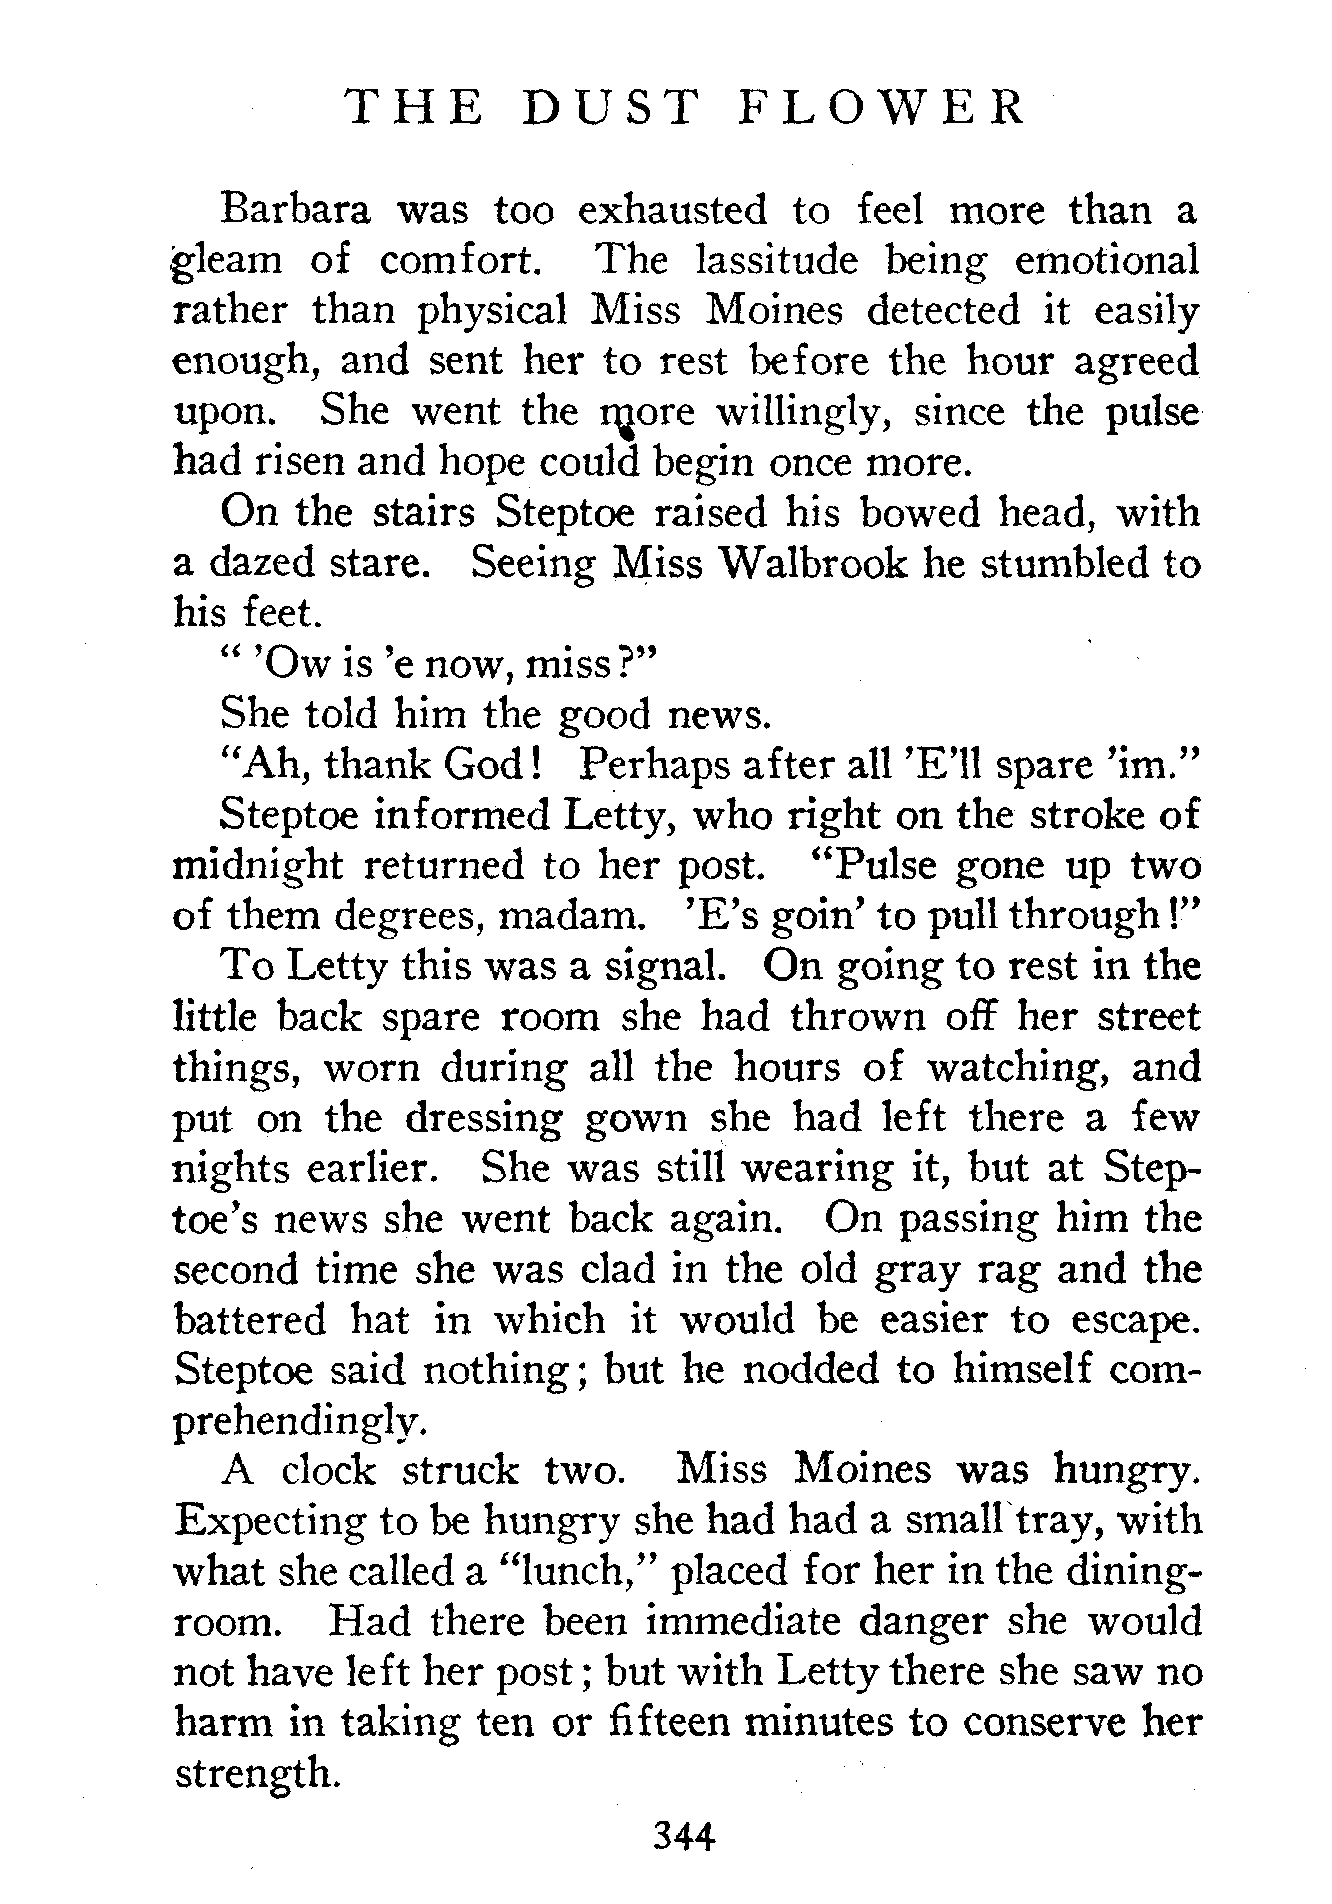 THE DUST FLOWER
Barbara was too exhausted to feel more than a
gleam of comfort. The lassitude being emotional
rather than physical Miss Moines detected it easily
enough, and sent her to rest before the hour agreed
upon. She went the more willingly, since the pulse
had risen and hope could begin once more.
On the stairs Steptoe raised his bowed head, with
a dazed stare. Seeing Miss Walbrook he stumbled to
his feet.
“ ’Ow is ’e now, miss?”
She told him the good news.
“Ah, thank God! Perhaps after all ’E’ll spare ’im.”
Steptoe informed Letty, who right on the stroke of
midnight returned to her post. “Pulse gone up two
of them degrees, madam. ’E’s goin’ to pull through!”
To Letty this was a signal. On going to rest in the
little back spare room she had thrown off her street
things, worn during all the hours of watching, and
put on the dressing gown she had left there a few
nights earlier. She was still wearing it, but at Step-
toe’s news she went back again. On passing him the
second time she was clad in the old gray rag and the
battered hat in which it would be easier to escape.
Steptoe said nothing; but he nodded to himself com-
prehendingly.
A clock struck two. Miss Moines was hungry.
Expecting to be hungry she had had a small tray, with
what she called a “lunch,” placed for her in the dining-
room. Had there been immediate danger she would
not have left her post; but with Letty there she saw no
harm in taking ten or fifteen minutes to conserve her
strength.
344